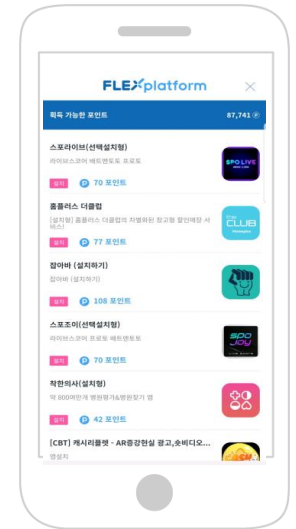 FLEXplatform
획득 가능한 포인트 87,741 P
스포라이브(선택설치형)
라이브스코어 배트맨토토 프로토
설치 P 70 포인트
SPOLIVE
홈플러스 더클럽
[설치형] 홈플러스 더클럽의 차별화된 창고형 할인매장 서
비스!
설치 P 77 포인트
the
CLUB
Homeplus
잡아바 (설치하기)
잡아바 (설치하기)
설치 P 108 포인트
스포조이(선택설치형)
라이브스코어 프로토 배트맨토토
설치 P 70 포인트
spo
joy
LIVE SCORE
착한의사(설치형)
약 800여만개 병원평가&병원찾기 앱
설치 P 42 포인트
[CBT] 캐시리플렛 - AR증강현실 광고,숏비디오...
앱설치